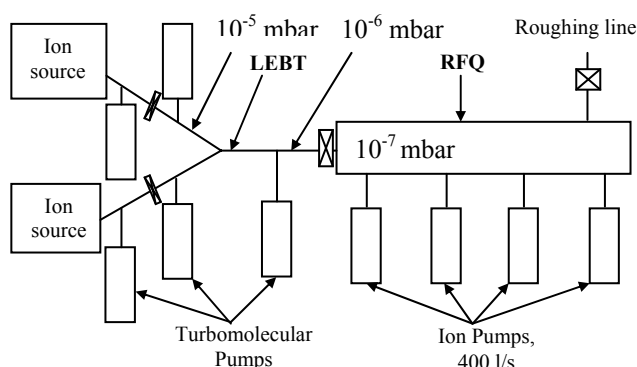 Ion
source
10⁻⁵ mbar
10⁻⁶ mbar
Roughing line
LEBT
RFQ
10⁻⁷ mbar
Ion
source
Turbomolecular
Pumps
Ion Pumps,
400 l/s